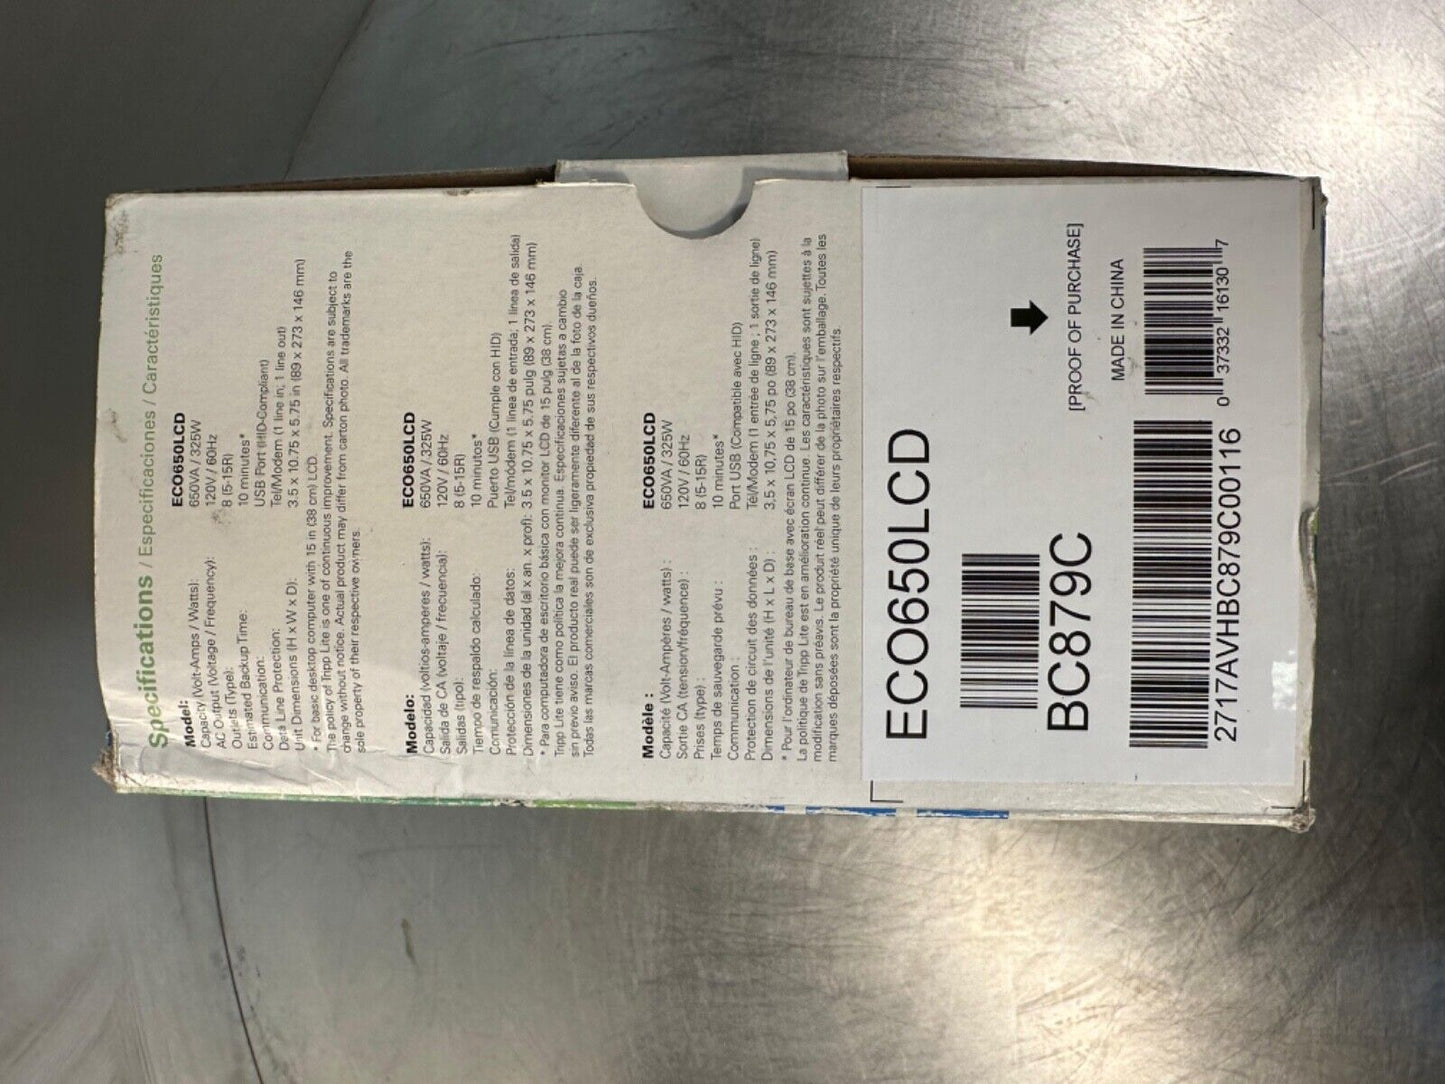 Specifications / Especificaciones / Caractéristiques
Model: ECO650LCD
Capacity (Volt-Amps / Watts): 650VA / 325W
AC Output (Voltage / Frequency): 120V / 60Hz
Outlets (Type): 8 (5-15R)
Estimated Backup Time: 10 minutes*
Communication: USB Port (HID-Compliant)
Data Line Protection: Tel/Modem (1 line in; 1 line out)
Unit Dimensions (H x W x D): 3.5 x 10.75 x 5.75 in (89 x 273 x 146 mm)
* For basic desktop computer with 15 in (38 cm) LCD.
The policy of Tripp Lite is one of continuous improvement. Specifications are subject to
change without notice. Actual product may differ from carton photo. All trademarks are the
sole property of their respective owners.
Modelo: ECO650LCD
Capacidad (voltios-amperes / watts): 650VA / 325W
Salida de CA (voltaje / frecuencia): 120V / 60Hz
Salidas (tipo): 8 (5-15R)
Tiempo de respaldo calculado: 10 minutos*
Comunicación: Puerto USB (Cumple con HID)
Protección de la línea de datos: Tel/módem (1 línea de entrada; 1 línea de salida)
Dimensiones de la unidad (al x an. x prof): 3.5 x 10.75 x 5.75 pulg (89 x 273 x 146 mm)
* Para computadora de escritorio básica con monitor LCD de 15 pulg (38 cm).
Tripp Lite tiene como política la mejora continua. Especificaciones sujetas a cambio
sin previo aviso. El producto real puede ser ligeramente diferente al de la foto de la caja.
Todas las marcas comerciales son de exclusiva propiedad de sus respectivos dueños.
Modèle : ECO650LCD
Capacité (Volt-Ampères / watts) : 650VA / 325W
Sortie CA (tension/fréquence) : 120V / 60Hz
Prises (type) : 8 (5-15R)
Temps de sauvegarde prévu : 10 minutes*
Communication : Port USB (Compatible avec HID)
Protection de circuit des données : Tél/Modem (1 entrée de ligne ; 1 sortie de ligne)
Dimensions de l'unité (H x L x D) : 3,5 x 10,75 x 5,75 po (89 x 273 x 146 mm)
* Pour l'ordinateur de bureau de base avec écran LCD de 15 po (38 cm).
La politique de Tripp Lite est en amélioration continue. Les caractéristiques sont sujettes à la
modification sans préavis. Le produit réel peut différer de la photo sur l'emballage. Toutes les
marques déposées sont la propriété unique de leurs propriétaires respectifs.
ECO650LCD
BC879C
[PROOF OF PURCHASE]
MADE IN CHINA
2717AVHBC879C00116
0 37332 16130 7